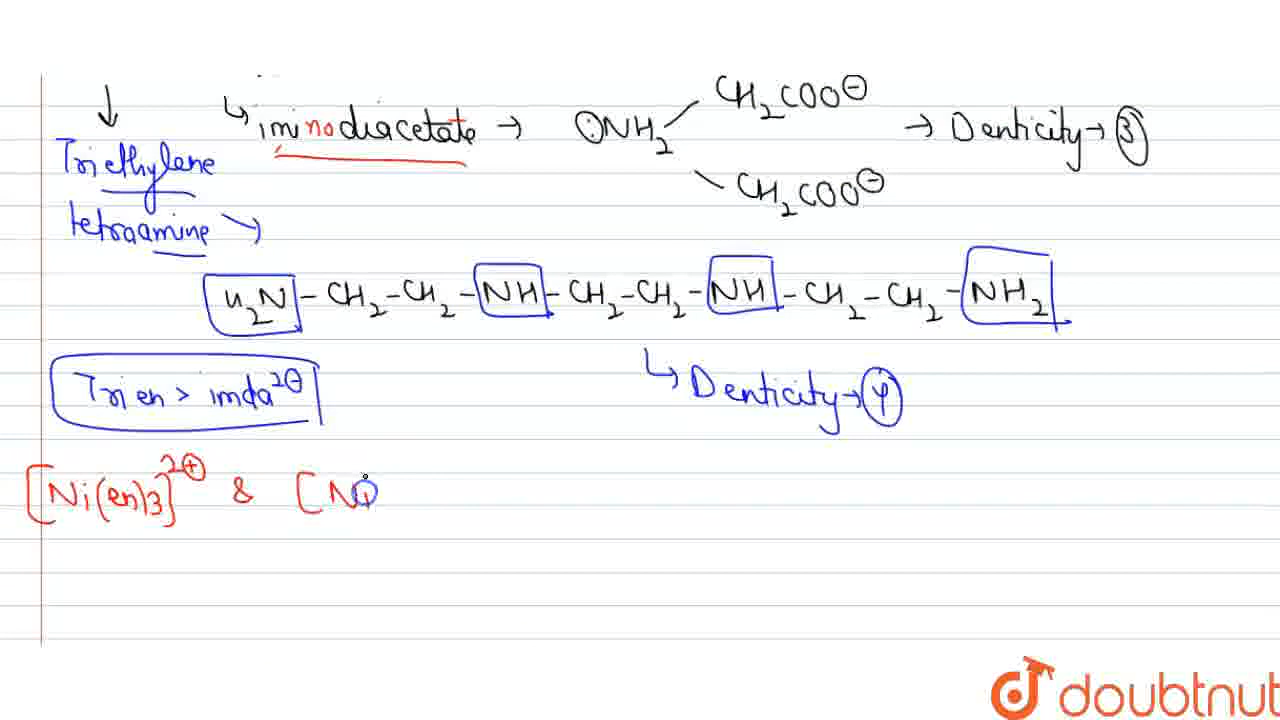 CH₂COO⊖
↓ ↳ iminodiacetate → ⊙NH₂ → Denticity → ③
Triethylene
CH₂COO⊖
tetraamine →
H₂N - CH₂ - CH₂ - NH - CH₂ - CH₂ - NH - CH₂ - CH₂ - NH₂
Trien > imda²⊖
↳ Denticity → ④
[Ni(en)3]²⊕ & [Ni
doubtnut